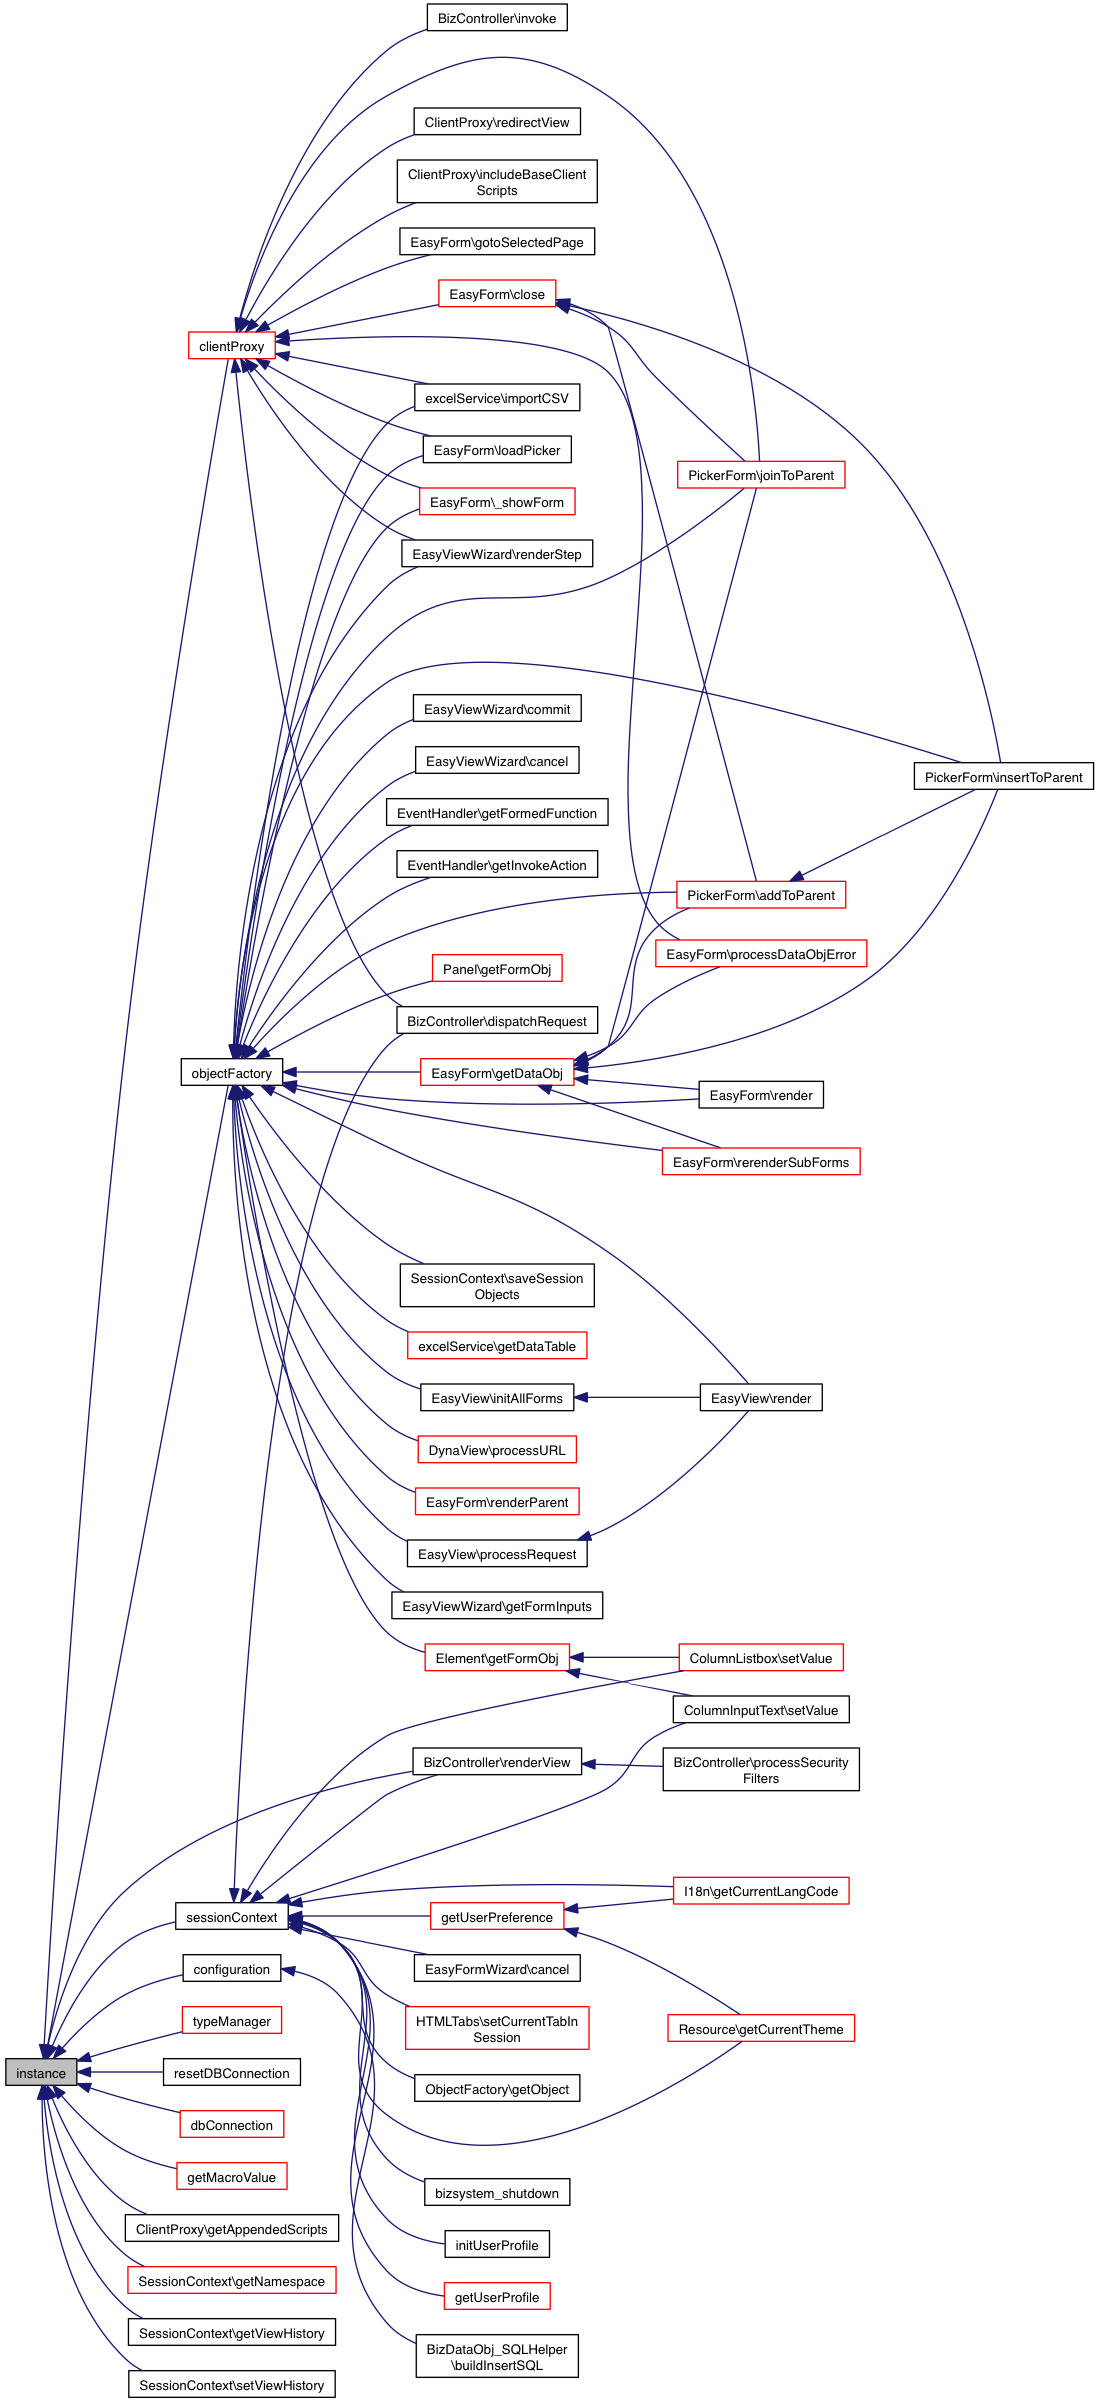 BizController\invoke
ClientProxy\redirectView
ClientProxy\includeBaseClient
Scripts
EasyForm\gotoSelectedPage
EasyForm\close
clientProxy
excelService\importCSV
EasyForm\loadPicker
PickerForm\joinToParent
EasyForm\_showForm
EasyViewWizard\renderStep
EasyViewWizard\commit
EasyViewWizard\cancel
PickerForm\insertToParent
EventHandler\getFormedFunction
EventHandler\getInvokeAction
PickerForm\addToParent
EasyForm\processDataObjError
Panel\getFormObj
BizController\dispatchRequest
objectFactory
EasyForm\getDataObj
EasyForm\render
EasyForm\rerenderSubForms
SessionContext\saveSession
Objects
excelService\getDataTable
EasyView\initAllForms
EasyView\render
DynaView\processURL
EasyForm\renderParent
EasyView\processRequest
EasyViewWizard\getFormInputs
Element\getFormObj
ColumnListbox\setValue
ColumnInputText\setValue
BizController\renderView
BizController\processSecurity
Filters
I18n\getCurrentLangCode
sessionContext
getUserPreference
configuration
EasyFormWizard\cancel
typeManager
HTMLTabs\setCurrentTabIn
Session
Resource\getCurrentTheme
instance
resetDBConnection
ObjectFactory\getObject
dbConnection
getMacroValue
bizsystem_shutdown
ClientProxy\getAppendedScripts
initUserProfile
SessionContext\getNamespace
getUserProfile
SessionContext\getViewHistory
BizDataObj_SQLHelper
\buildInsertSQL
SessionContext\setViewHistory